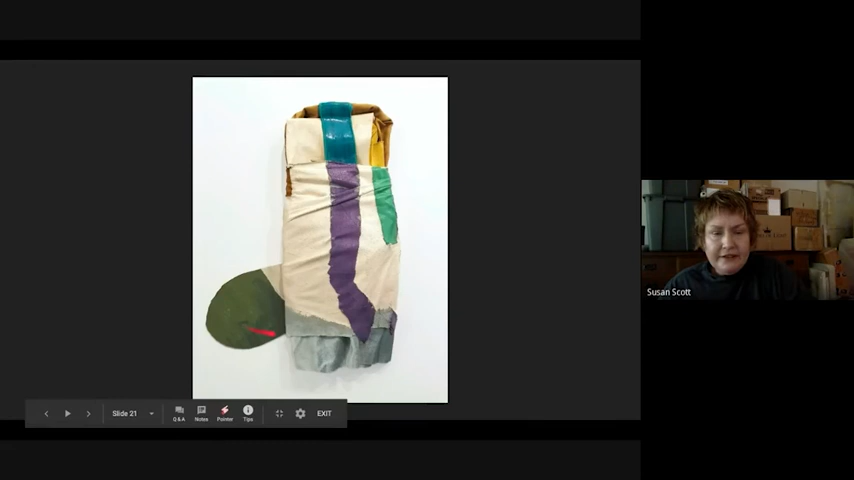 Susan Scott
Slide 21
Q&A
Notes
Pointer
Tips
EXIT